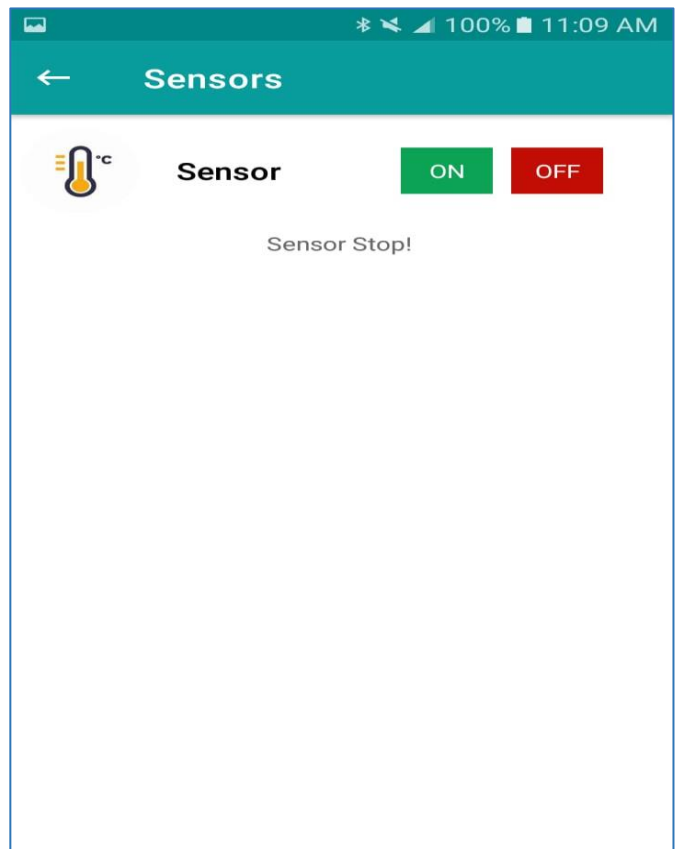 100% 11:09 AM
Sensors
°C
Sensor ON OFF
Sensor Stop!